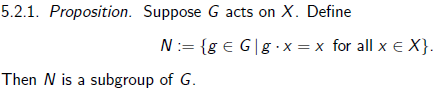 5.2.1. Proposition. Suppose G acts on X. Define
N := {g ∈ G | g · x = x for all x ∈ X}.
Then N is a subgroup of G.